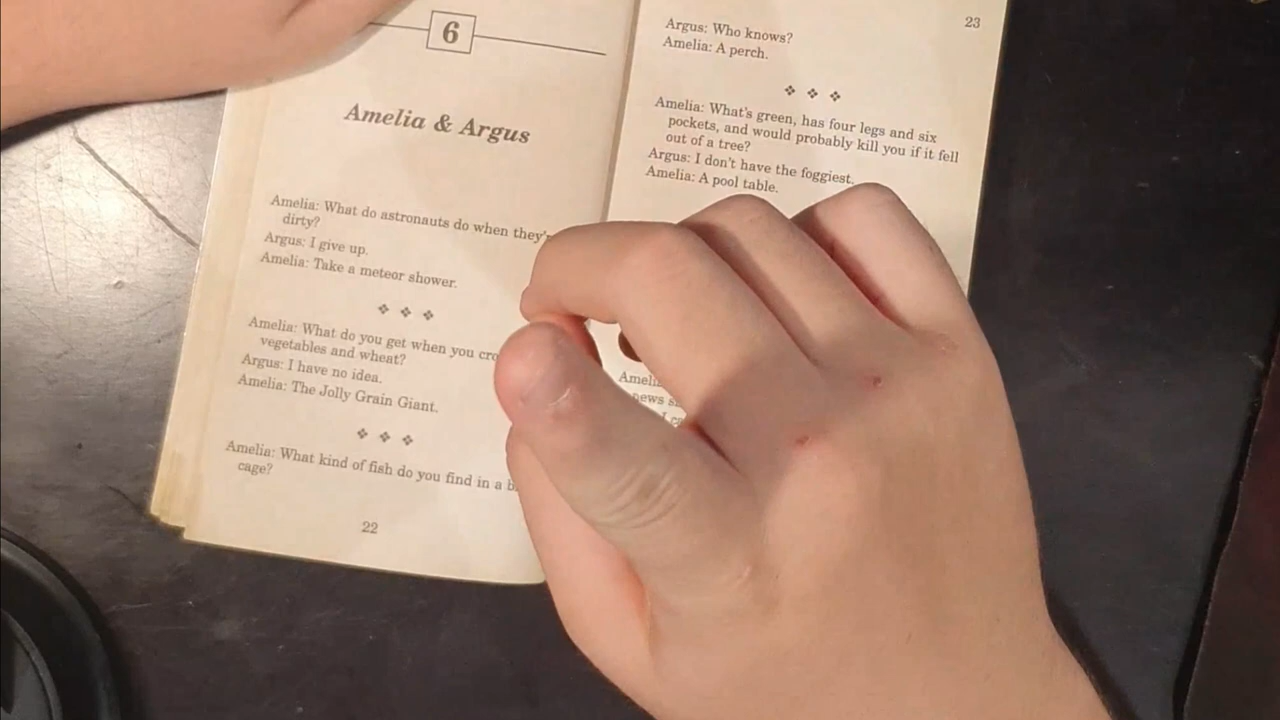 6
Amelia & Argus
Amelia: What do astronauts do when
dirty?
Argus: I give up.
Amelia: Take a meteor shower.
Amelia: What do you get when you
vegetables and wheat?
Argus: I have no idea.
Amelia: The Jolly Grain Giant.
Amelia: What kind of fish do you find in a
cage?
22
23
Argus: Who knows?
Amelia: A perch.
Amelia: What's green, has four legs and six
pockets, and would probably kill you if it fell
out of a tree?
Argus: I don't have the foggiest.
Amelia: A pool table.
news